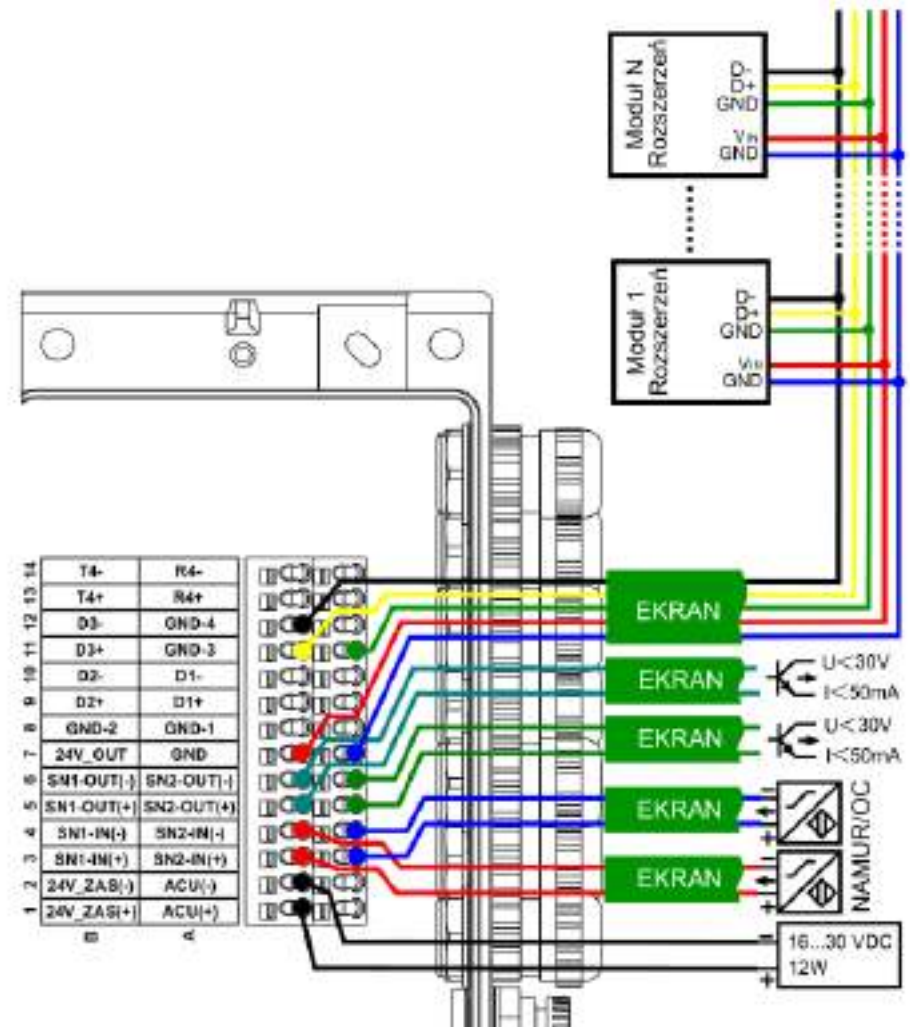 Moduł N
Rozszerzeń
D-
D+
GND
Vin
GND
Moduł 1
Rozszerzeń
D-
D+
GND
Vin
GND
14 T4- R4-
13 T4+ R4+
12 D3- GND-4
11 D3+ GND-3
10 D2- D1-
9 D2+ D1+
8 GND-2 GND-1
7 24V_OUT GND
6 SN1-OUT(-) SN2-OUT(-)
5 SN1-OUT(+) SN2-OUT(+)
4 SN1-IN(-) SN2-IN(-)
3 SN1-IN(+) SN2-IN(+)
2 24V_ZAS(-) ACU(-)
1 24V_ZAS(+) ACU(+)
B A
EKRAN
EKRAN
U<30V
I<50mA
EKRAN
U<30V
I<50mA
EKRAN
- +
EKRAN
- +
NAMUR/OC
- 16...30 VDC
+ 12W